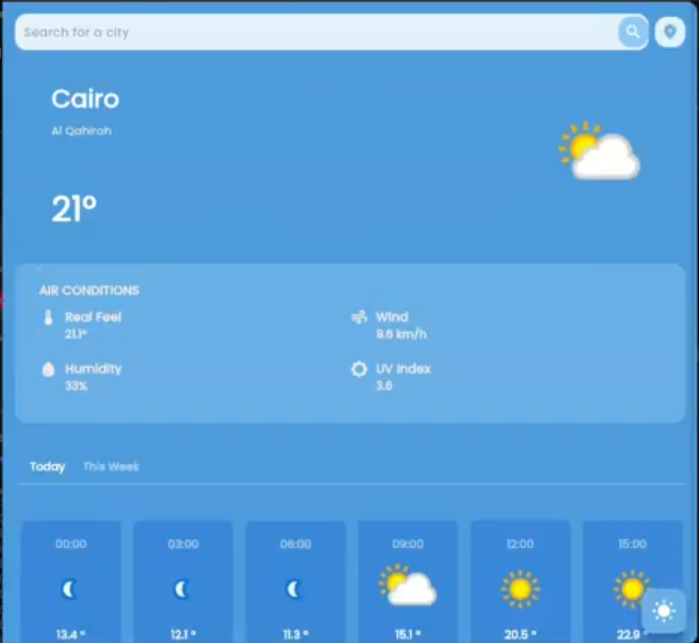 Search for a city
Cairo
Al Qahirah
21°
AIR CONDITIONS
Real Feel
21.1°
Wind
9.6 km/h
Humidity
33%
UV Index
3.6
Today This Week
00:00 03:00 06:00 09:00 12:00 15:00
13.4 ° 12.1 ° 11.3 ° 15.1 ° 20.5 ° 22.9 °